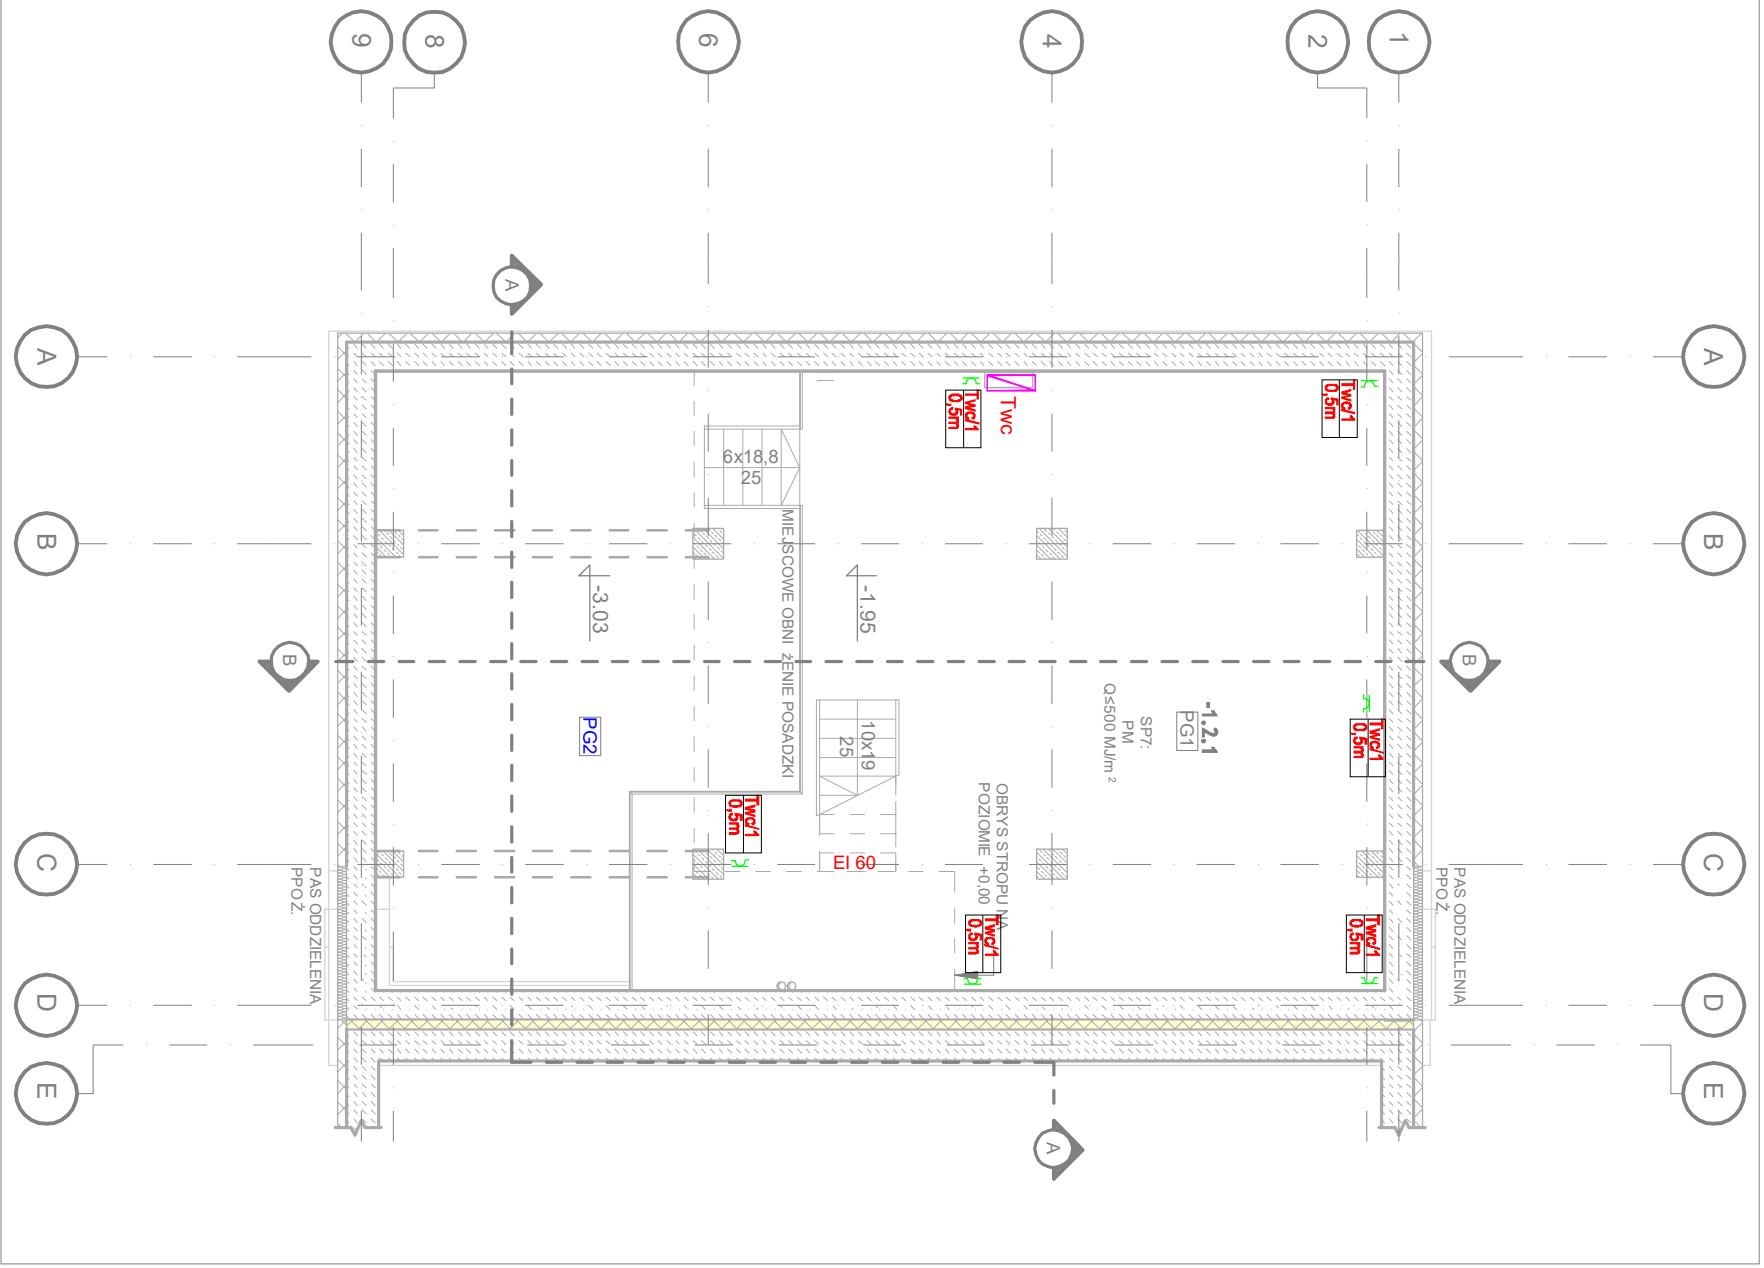 9
8
6
4
2
1
A
A
A
Twc/1
0,5m
Twc
Twc/1
0,5m
6x18,8
25
B
B
MIEJSCOWE OBNI ŻENIE POSADZKI
-3.03
-1.95
B
B
-1.2.1
PG1
SP7:
PM
Q≤500 MJ/m²
PG2
10x19
25
Twc/1
0,5m
OBRYS STROPU NA
POZIOMIE +0,00
Twc/1
0,5m
EI 60
C
C
PAS ODDZIELENIA
PPOŻ.
PAS ODDZIELENIA
PPOŻ.
Twc/1
0,5m
Twc/1
0,5m
D
D
E
E
A